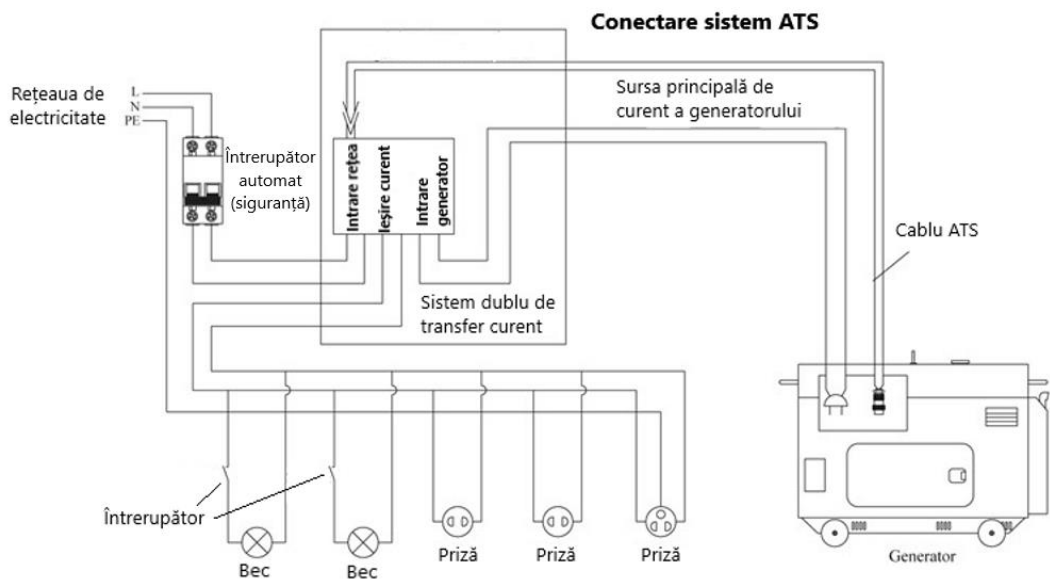 Conectare sistem ATS
Rețeaua de
electricitate
L
N
PE
Întrerupător
automat
(siguranță)
Intrare rețea
Ieșire curent
Intrare
generator
Sursa principală de
curent a generatorului
Cablu ATS
Sistem dublu de
transfer curent
Întrerupător
Bec
Bec
Priză
Priză
Priză
Generator